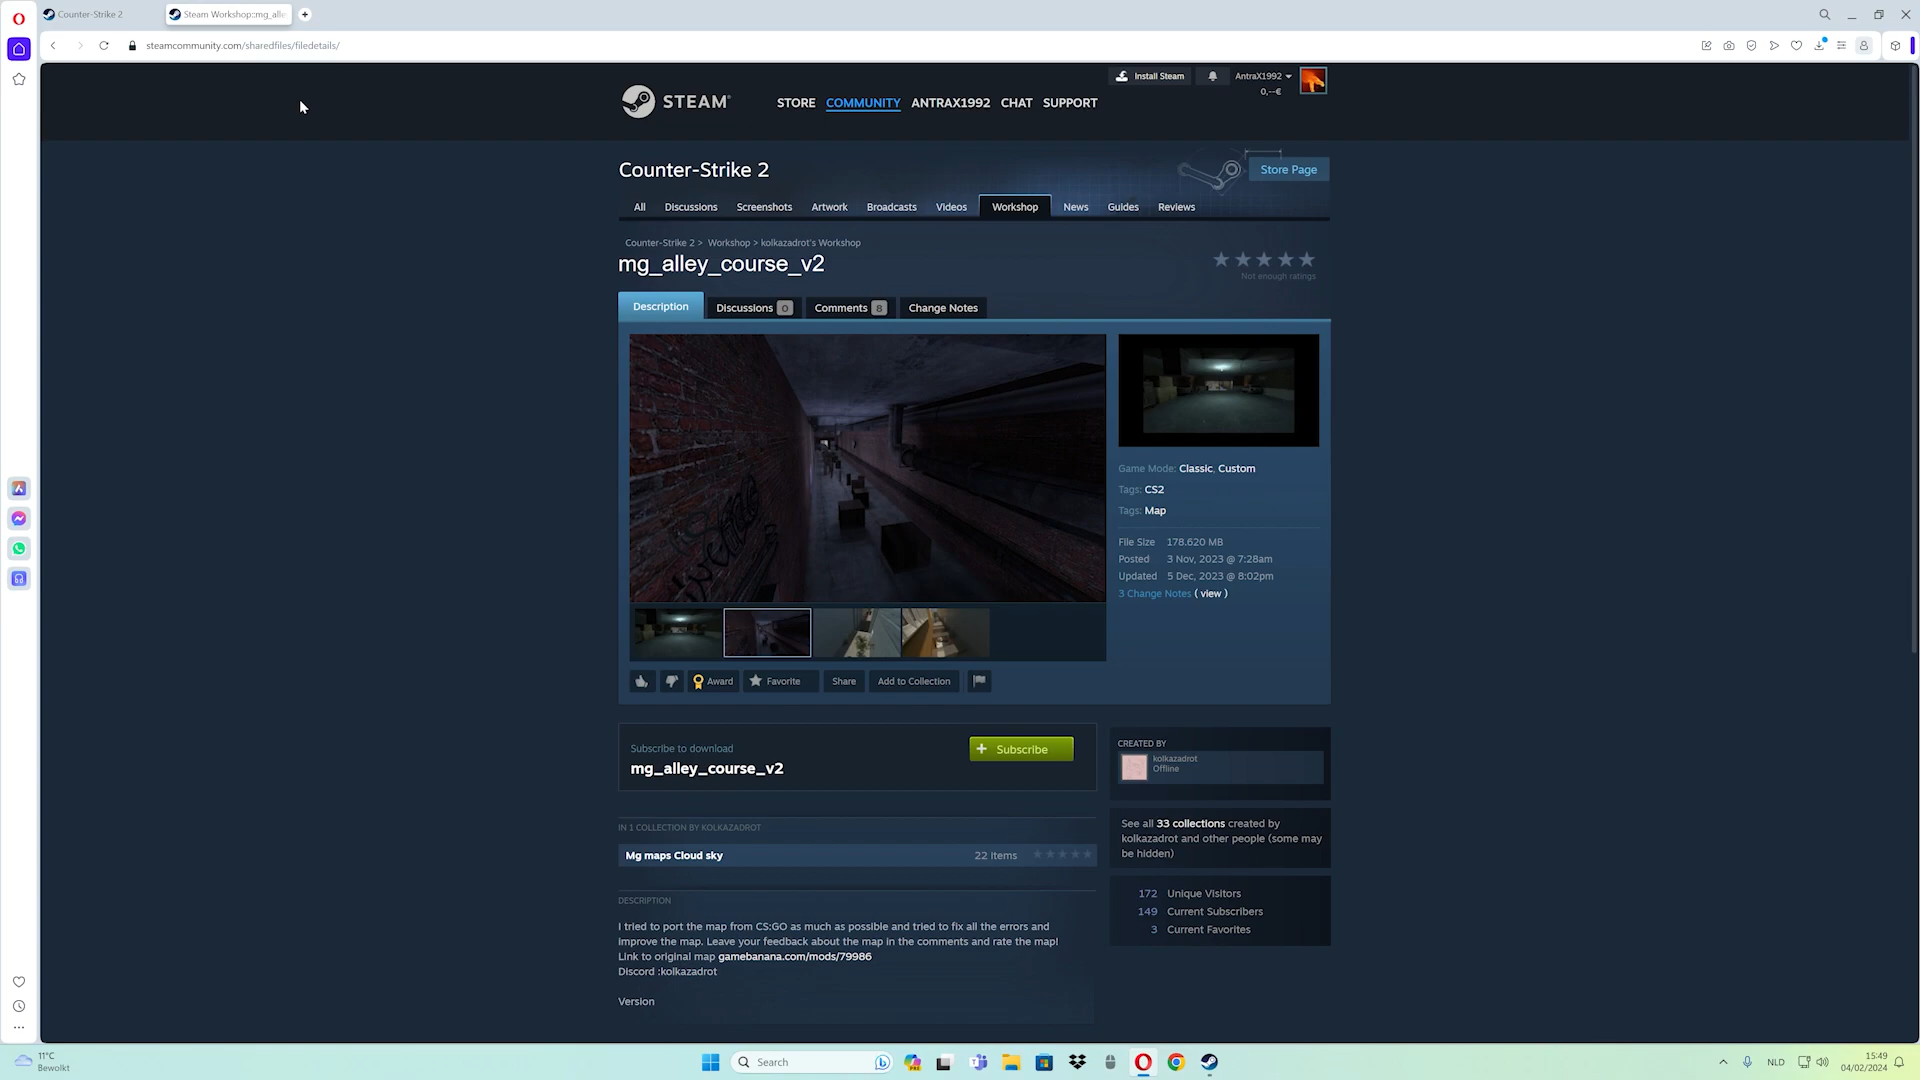 Counter-Strike 2
Steam Workshop::mg_alle
steamcommunity.com/sharedfiles/filedetails/
Install Steam
AntraX1992
0,--€
STEAM®
STORE COMMUNITY ANTRAX1992 CHAT SUPPORT
Counter-Strike 2
Store Page
All Discussions Screenshots Artwork Broadcasts Videos Workshop News Guides Reviews
Counter-Strike 2 > Workshop > kolkazadrot's Workshop
mg_alley_course_v2
Not enough ratings
Description Discussions 0 Comments 8 Change Notes
Game Mode: Classic, Custom
Tags: CS2
Tags: Map
File Size 178.620 MB
Posted 3 Nov, 2023 @ 7:28am
Updated 5 Dec, 2023 @ 8:02pm
3 Change Notes ( view )
Award Favorite Share Add to Collection
Subscribe to download
mg_alley_course_v2
+ Subscribe
CREATED BY
kolkazadrot
Offline
IN 1 COLLECTION BY KOLKAZADROT
Mg maps Cloud sky 22 items
See all 33 collections created by
kolkazadrot and other people (some may
be hidden)
172 Unique Visitors
149 Current Subscribers
3 Current Favorites
DESCRIPTION
I tried to port the map from CS:GO as much as possible and tried to fix all the errors and
improve the map. Leave your feedback about the map in the comments and rate the map!
Link to original map gamebanana.com/mods/79986
Discord :kolkazadrot
Version
11°C
Bewolkt
Search
NLD
15:49
04/02/2024